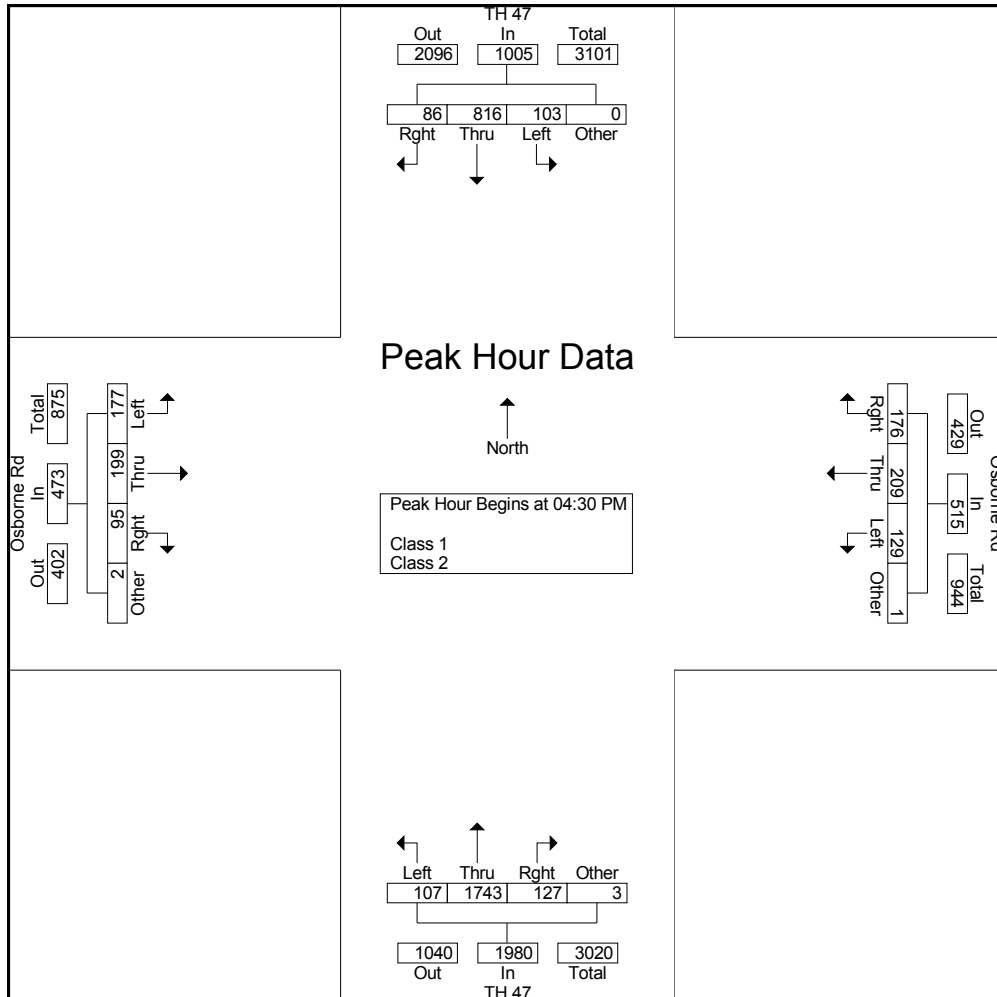 TH 47
Out In Total
2096 1005 3101
86 816 103 0
Rght Thru Left Other
Peak Hour Data
North
Peak Hour Begins at 04:30 PM
Class 1
Class 2
Osborne Rd
Total In Out
875 473 402
177 199 95 2
Left Thru Rght Other
Rght Thru Left Other
176 209 129 1
Out In Total
429 515 944
Osborne Rd
Left Thru Rght Other
107 1743 127 3
1040 1980 3020
Out In Total
TH 47